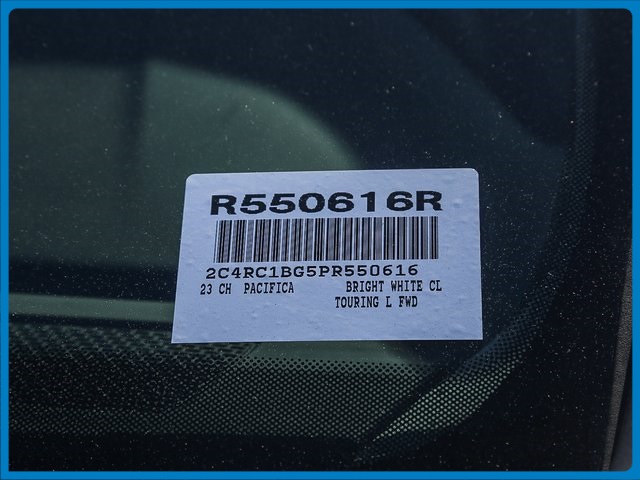 R550616R
2C4RC1BG5PR550616
23 CH PACIFICA BRIGHT WHITE CL
TOURING L FWD